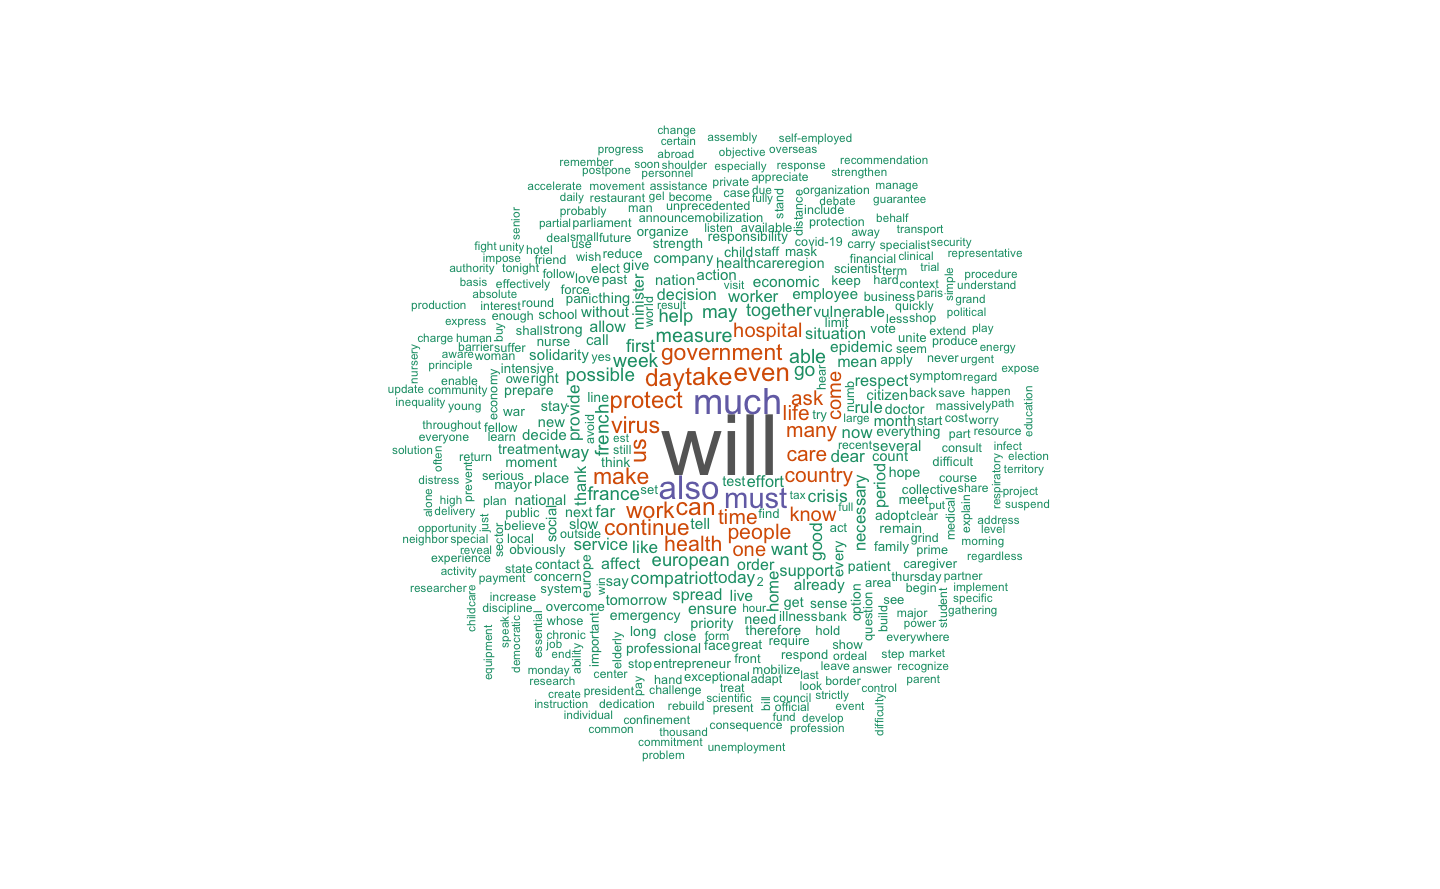 change
certain assembly self-employed
progress abroad objective overseas
remember soon shoulder especially response recommendation
postpone personnel appreciate strengthen
accelerate movement assistance private case due organization manage
daily restaurant gel become fully stand distance debate guarantee
probably man unprecedented include
senior partial parliament announce mobilization protection behalf
deal small future organize listen available away transport
fight unity use strength responsibility covid-19 carry specialist security
impose hotel wish reduce company child staff mask financial clinical representative
authority tonight friend elect give healthcare region scientist term trial
basis effectively follow love past nation action economic keep hard context procedure
absolute force minister visit paris simple understand
production interest round panic thing world result decision worker employee business quickly grand
express enough school without help may together vulnerable less shop political
shall strong allow limit vote unite extend play
charge human buy nurse call first measure hospital situation produce
barrier suffer solidarity yes week government able epidemic seem never energy
nursery aware woman right mean apply urgent
principle intensive possible day take even go hear respect symptom regard expose
update enable owe prepare come numb citizen back save happen
inequality community economy stay line protect much ask rule doctor massively path education
young war provide avoid french life try large month start cost worry
throughout fellow new virus will many now everything part resource
everyone learn decide est recent several consult infect
solution often return treatment way us still care dear count difficult election
moment think territory
distress prevent serious place thank make also test effort country hope course respiratory
mayor france set must tax crisis period collective share project
alone high plan national next far work can find full necessary meet put medical explain suspend
delivery just social time know adopt clear address
opportunity believe slow continue tell act remain level
neighbor special sector local outside people good grind morning
reveal obviously service like health one want every family prime regardless
experience state contact affect european order support patient caregiver
activity payment concern europe compatriot today 2 home already area thursday partner
researcher system win say begin implement
childcare increase tomorrow spread live get sense option question see student specific
discipline overcome ensure hour illness bank build major gathering
speak essential whose emergency priority need power
equipment democratic chronic important long close form therefore hold everywhere
job elderly professional face great require show
end ability stop entrepreneur front respond ordeal step market
monday center hand exceptional mobilize leave answer recognize
research pay treat adapt last look border control parent
create president challenge scientific bill council strictly
instruction dedication rebuild present official event difficulty
individual confinement fund develop
common thousand consequence profession
commitment unemployment
problem